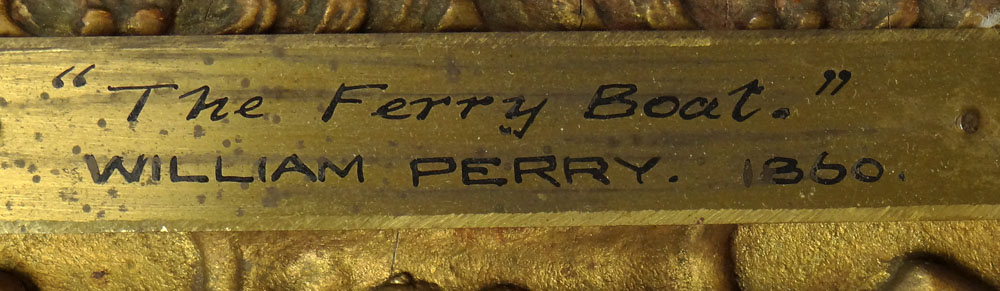 "The Ferry Boat."
WILLIAM PERRY. 1860.